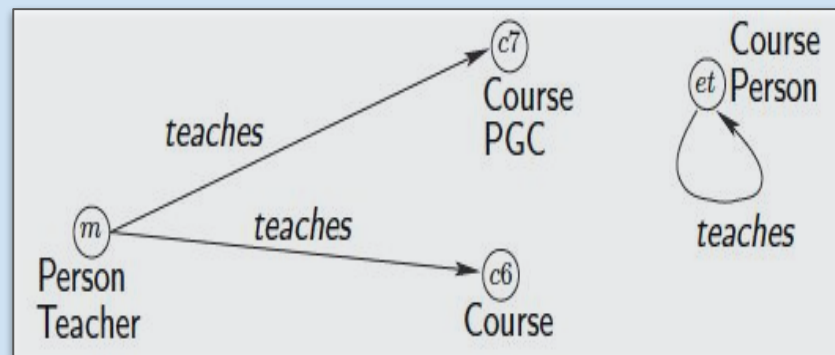 c7
Course
PGC
et
Course
Person
teaches
teaches
teaches
m
Person
Teacher
c6
Course